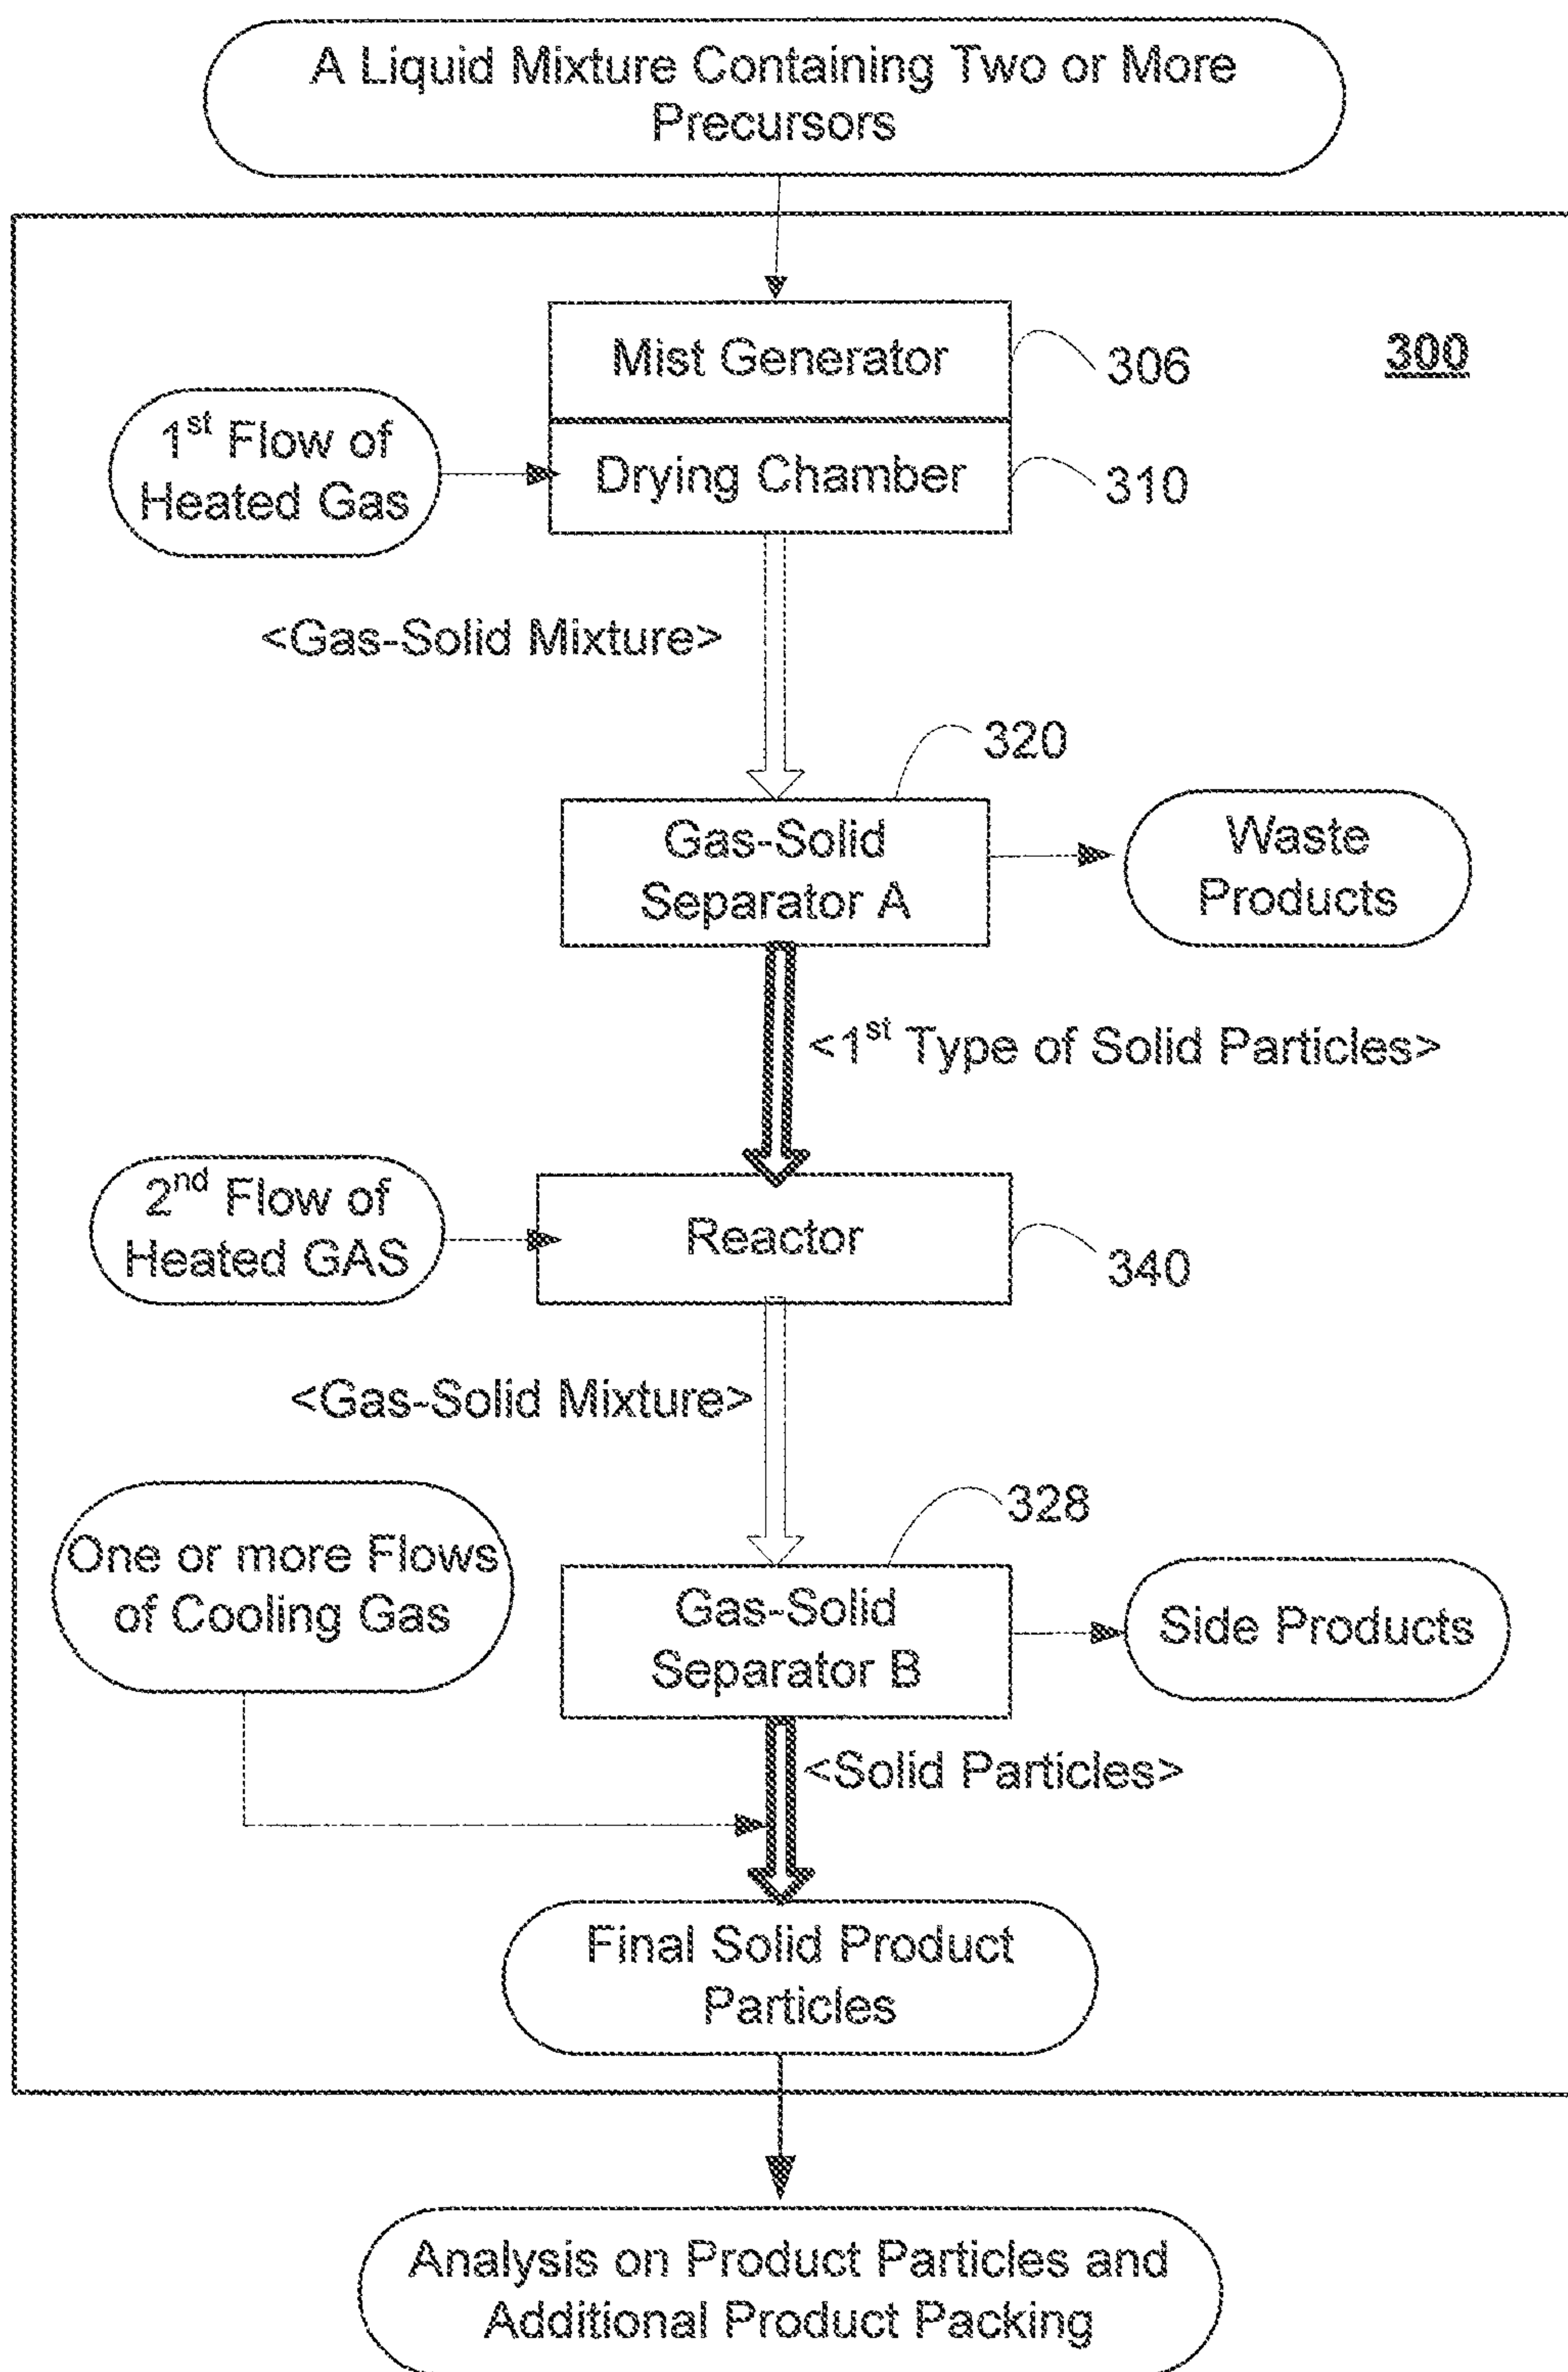 A Liquid Mixture Containing Two or More
Precursors
Mist Generator
306
300
1st Flow of
Heated Gas
Drying Chamber
310
<Gas-Solid Mixture>
320
Gas-Solid
Separator A
Waste
Products
<1st Type of Solid Particles>
2nd Flow of
Heated GAS
Reactor
340
<Gas-Solid Mixture>
328
One or more Flows
of Cooling Gas
Gas-Solid
Separator B
Side Products
<Solid Particles>
Final Solid Product
Particles
Analysis on Product Particles and
Additional Product Packing